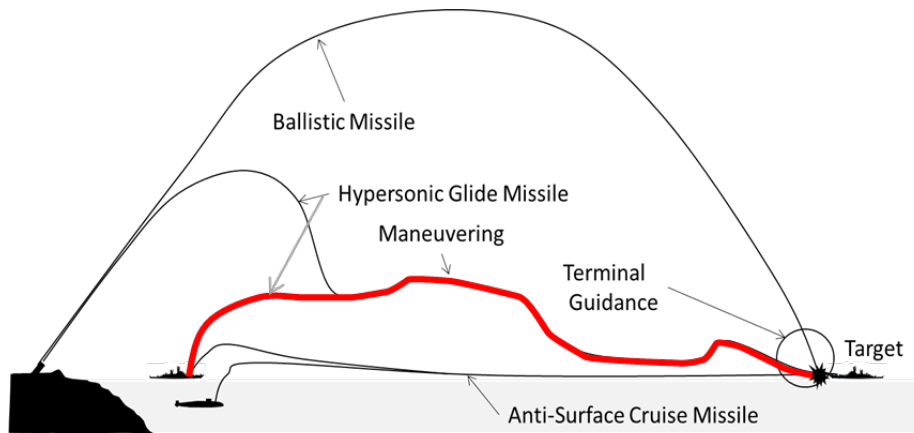 Ballistic Missile
Hypersonic Glide Missile
Maneuvering
Terminal
Guidance
Target
Anti-Surface Cruise Missile